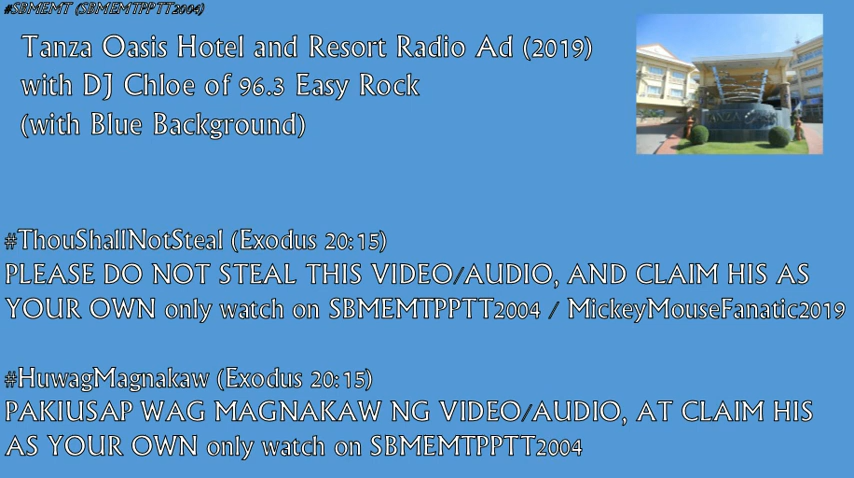 #SBMEMT (SBMEMTPPTT2004)
Tanza Oasis Hotel and Resort Radio Ad (2019)
with DJ Chloe of 96.3 Easy Rock
(with Blue Background)
#ThouShallNotSteal (Exodus 20:15)
PLEASE DO NOT STEAL THIS VIDEO/AUDIO, AND CLAIM HIS AS
YOUR OWN only watch on SBMEMTPPTT2004 / MickeyMouseFanatic2019
#HuwagMagnakaw (Exodus 20:15)
PAKIUSAP WAG MAGNAKAW NG VIDEO/AUDIO, AT CLAIM HIS
AS YOUR OWN only watch on SBMEMTPPTT2004